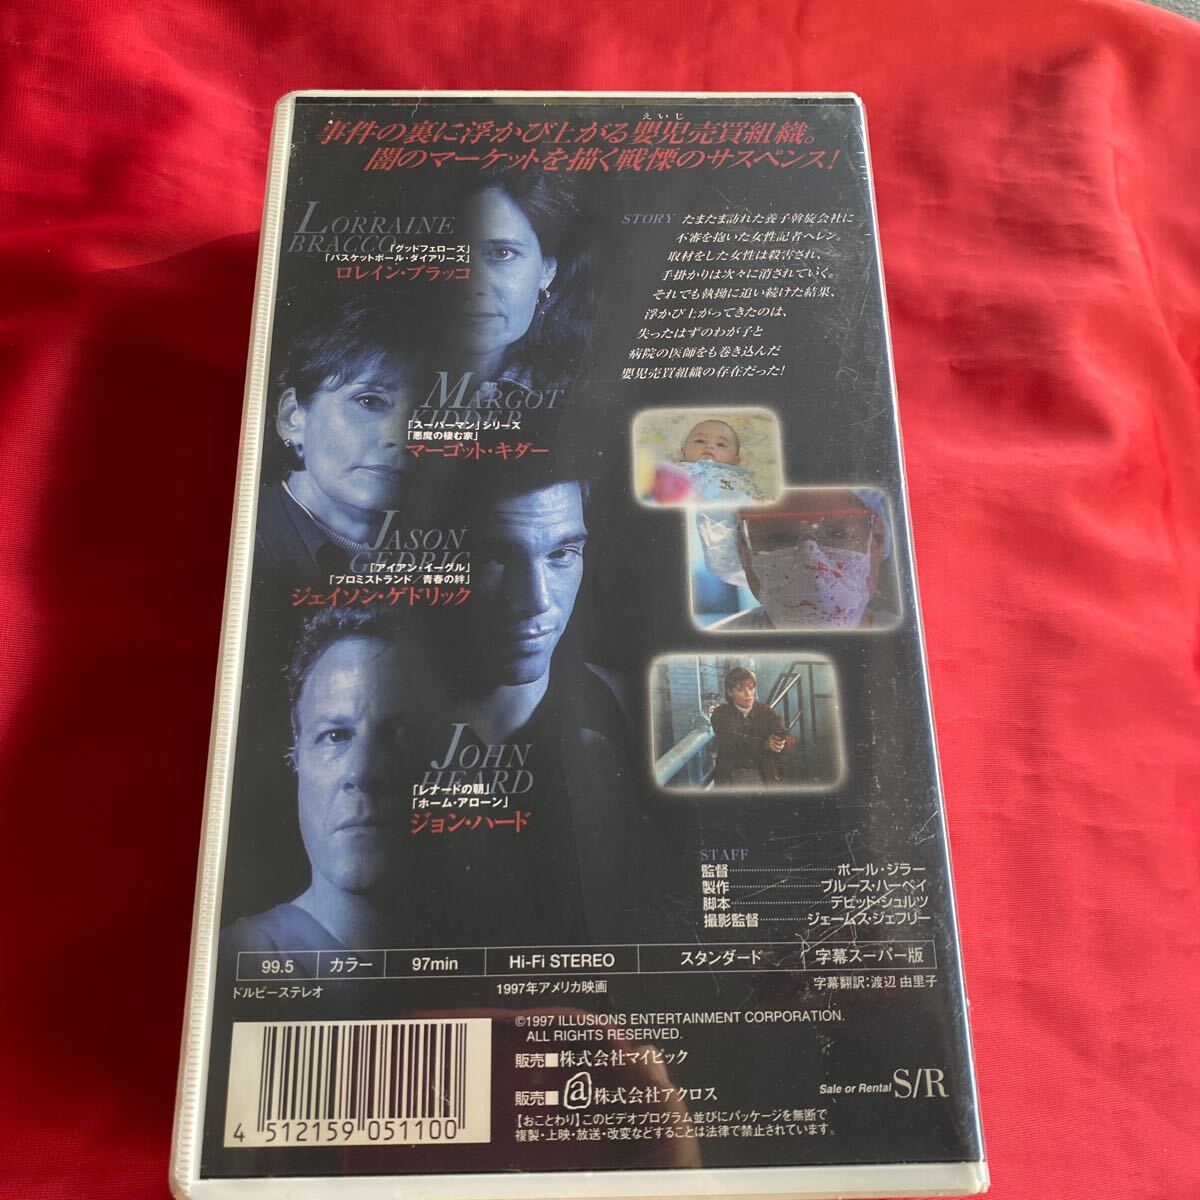 えいじ
事件の裏に浮かび上がる嬰児売買組織。
闇のマーケットを描く戦慄のサスペンス!
LORRAINE
BRACCO
「グッドフェローズ」
「バスケットボール・ダイアリーズ」
ロレイン・ブラッコ
MARGOT
KIDDER
「スーパーマン」シリーズ
「悪魔の棲む家」
マーゴット・キダー
JASON
GEDRIC
「アイアン・イーグル」
「プロミストランド/青春の絆」
ジェイソン・ゲドリック
JOHN
HEARD
「レナードの朝」
「ホーム・アローン」
ジョン・ハード
STORY たまたま訪れた養子斡旋会社に
不審を抱いた女性記者ヘレン。
取材をした女性は殺害され、
手掛かりは次々に消されていく。
それでも執拗に追い続けた結果、
浮かび上がってきたのは、
失ったはずのわが子と
病院の医師をも巻き込んだ
嬰児売買組織の存在だった!
STAFF
監督………………ポール・ジラー
製作………………ブルース・ハーベイ
脚本………………デビッド・シュルツ
撮影監督…………ジェームス・ジェフリー
99.5 カラー 97min Hi-Fi STEREO スタンダード 字幕スーパー版
ドルビーステレオ 1997年アメリカ映画 字幕翻訳:渡辺 由里子
©1997 ILLUSIONS ENTERTAINMENT CORPORATION.
ALL RIGHTS RESERVED.
販売■株式会社マイピック
販売■@株式会社アクロス
Sale or Rental S/R
【おことわり】このビデオプログラム並びにパッケージを無断で
複製・上映・放送・改変などすることは法律で禁止されています。
4 512159 051100